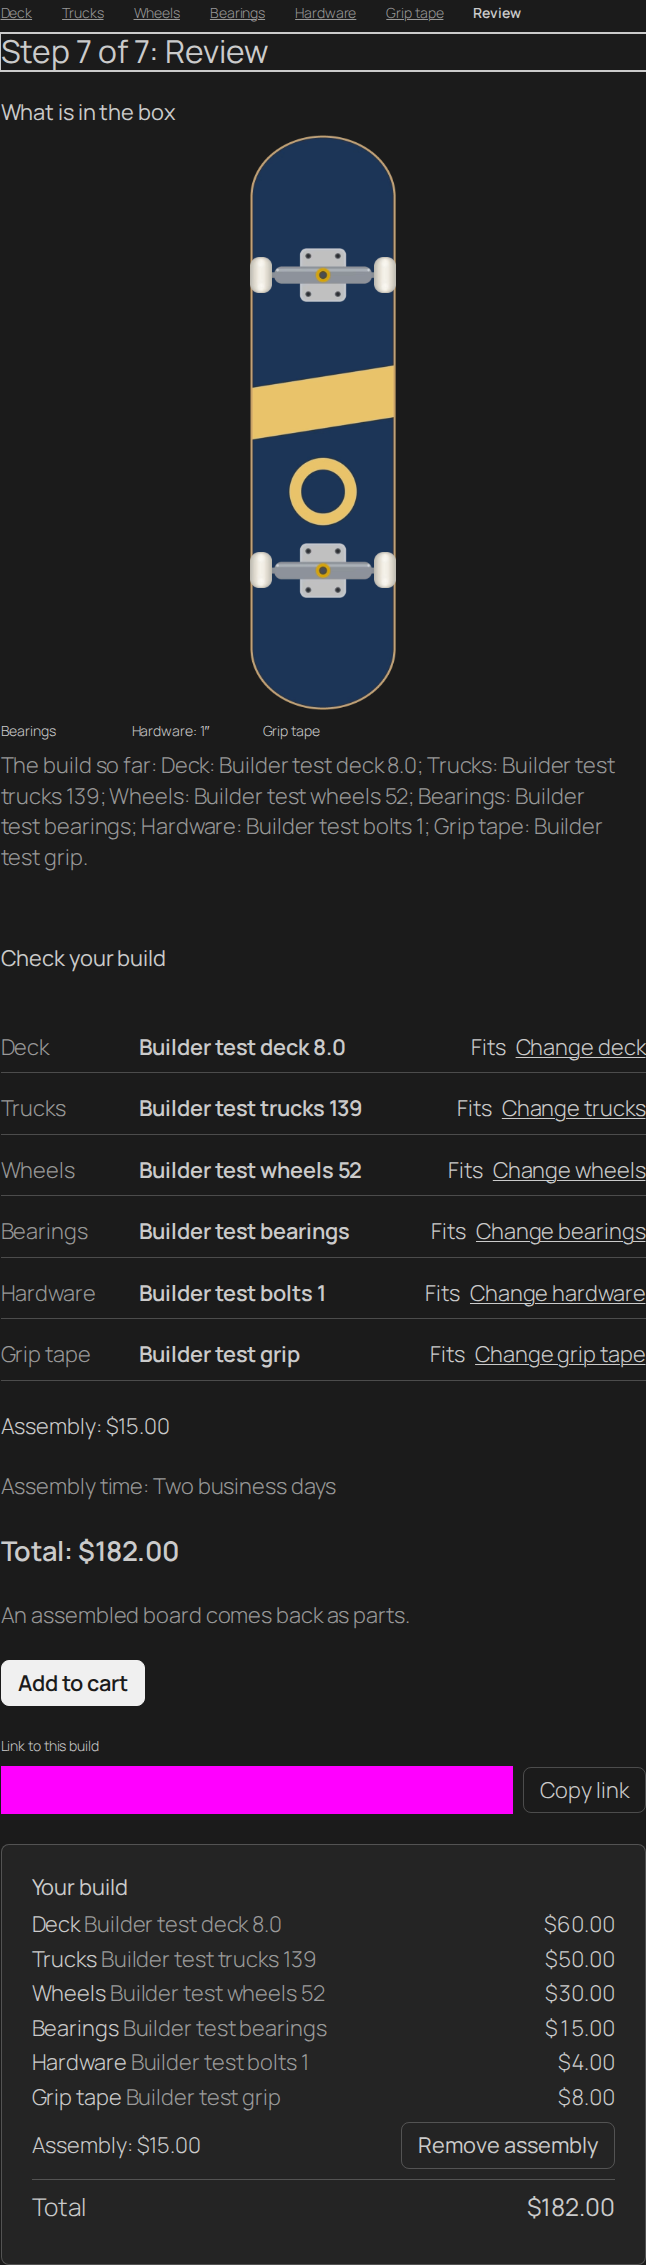 Deck Trucks Wheels Bearings Hardware Grip tape Review
Step 7 of 7: Review
What is in the box
Bearings Hardware: 1″ Grip tape
The build so far: Deck: Builder test deck 8.0; Trucks: Builder test
trucks 139; Wheels: Builder test wheels 52; Bearings: Builder
test bearings; Hardware: Builder test bolts 1; Grip tape: Builder
test grip.
Check your build
Deck Builder test deck 8.0 Fits Change deck
Trucks Builder test trucks 139 Fits Change trucks
Wheels Builder test wheels 52 Fits Change wheels
Bearings Builder test bearings Fits Change bearings
Hardware Builder test bolts 1 Fits Change hardware
Grip tape Builder test grip Fits Change grip tape
Assembly: $15.00
Assembly time: Two business days
Total: $182.00
An assembled board comes back as parts.
Add to cart
Link to this build
Copy link
Your build
Deck Builder test deck 8.0 $60.00
Trucks Builder test trucks 139 $50.00
Wheels Builder test wheels 52 $30.00
Bearings Builder test bearings $15.00
Hardware Builder test bolts 1 $4.00
Grip tape Builder test grip $8.00
Assembly: $15.00 Remove assembly
Total $182.00